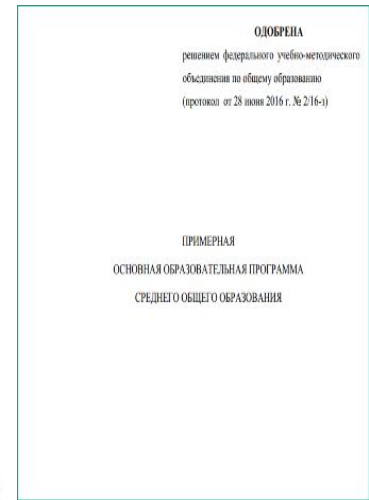 ОДОБРЕНА
решением федерального учебно-методического
объединения по общему образованию
(протокол от 28 июня 2016 г. № 2/16-з)
ПРИМЕРНАЯ
ОСНОВНАЯ ОБРАЗОВАТЕЛЬНАЯ ПРОГРАММА
СРЕДНЕГО ОБЩЕГО ОБРАЗОВАНИЯ